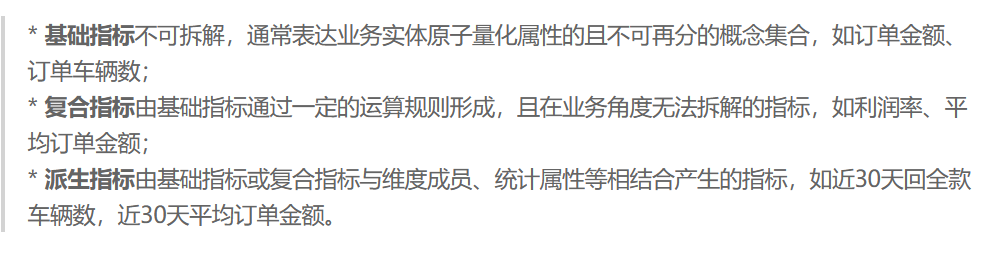 * 基础指标不可拆解，通常表达业务实体原子量化属性的且不可再分的概念集合，如订单金额、
订单车辆数；
* 复合指标由基础指标通过一定的运算规则形成，且在业务角度无法拆解的指标，如利润率、平
均订单金额；
* 派生指标由基础指标或复合指标与维度成员、统计属性等相结合产生的指标，如近30天回全款
车辆数，近30天平均订单金额。